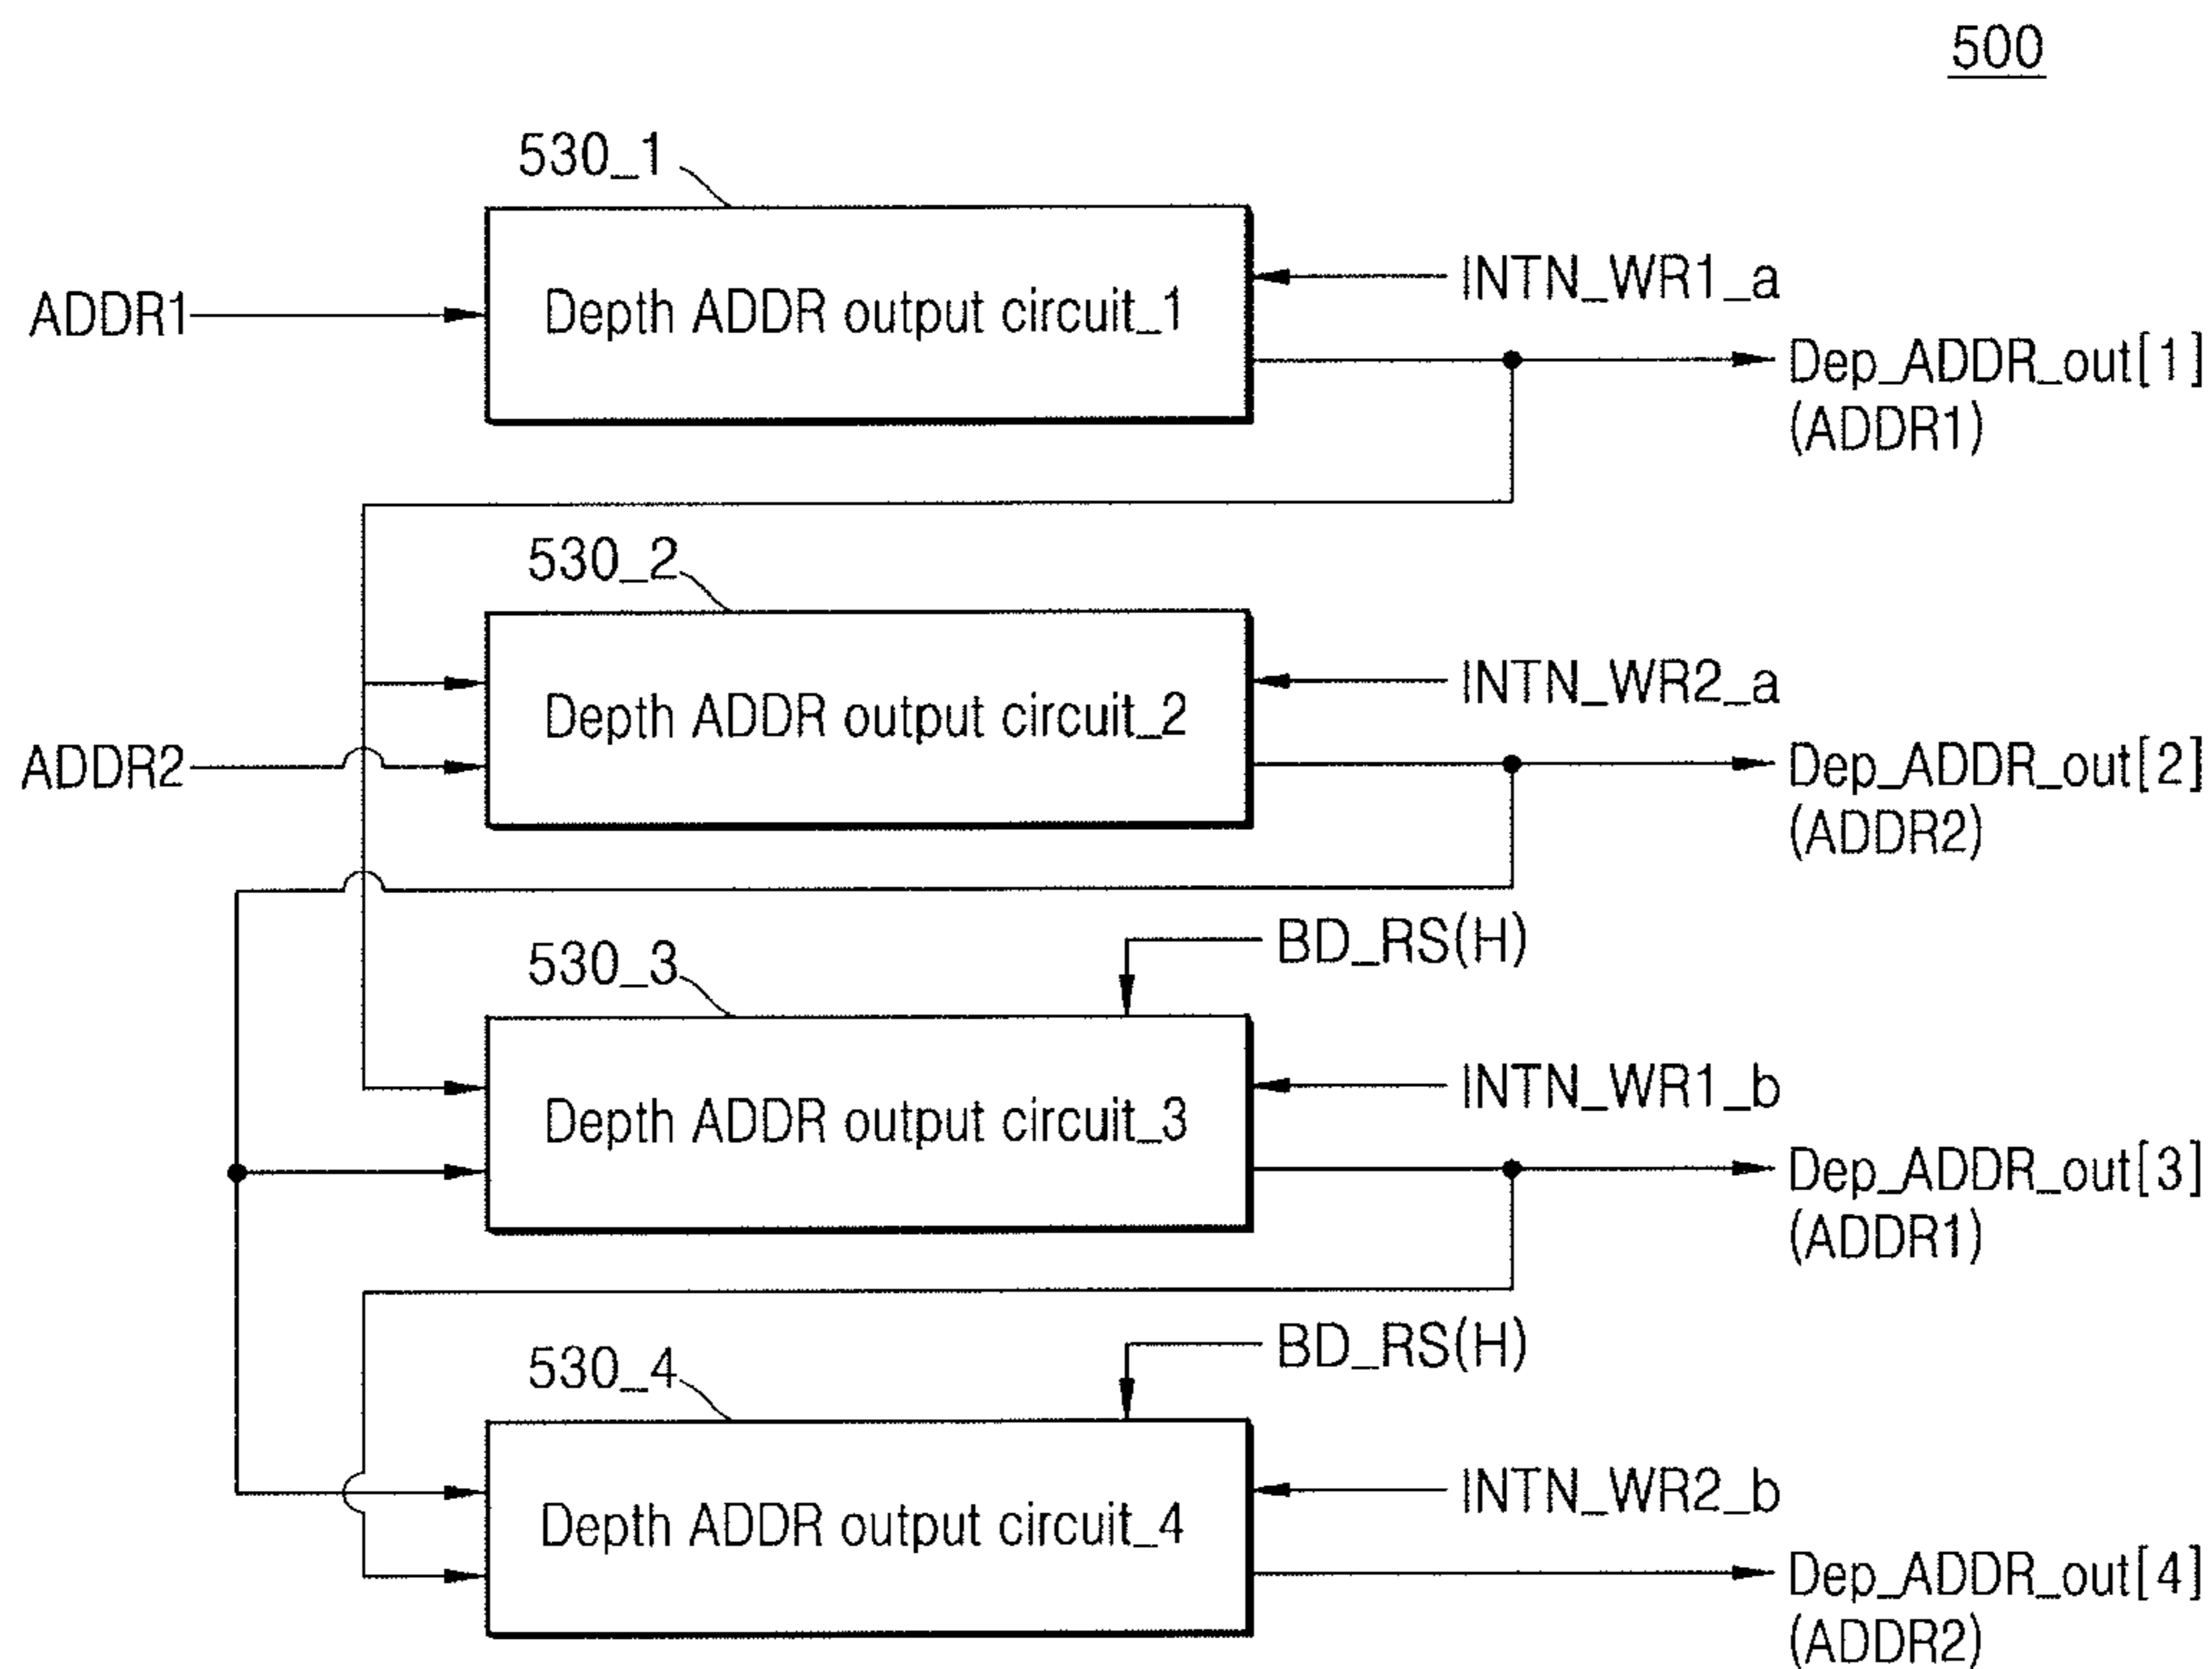 500
530_1
ADDR1
Depth ADDR output circuit_1
INTN_WR1_a
Dep_ADDR_out[1]
(ADDR1)
530_2
ADDR2
Depth ADDR output circuit_2
INTN_WR2_a
Dep_ADDR_out[2]
(ADDR2)
BD_RS(H)
530_3
Depth ADDR output circuit_3
INTN_WR1_b
Dep_ADDR_out[3]
(ADDR1)
BD_RS(H)
530_4
Depth ADDR output circuit_4
INTN_WR2_b
Dep_ADDR_out[4]
(ADDR2)